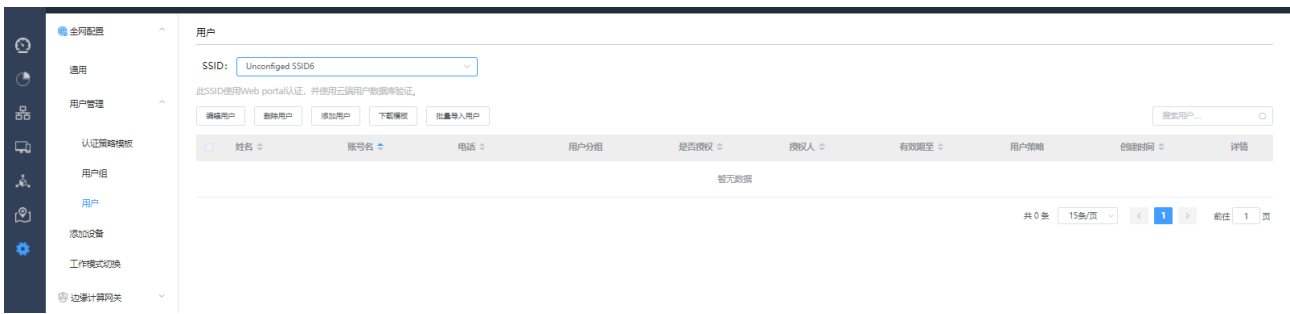 全网配置
通用
用户管理
认证策略模板
用户组
用户
添加设备
工作模式切换
边缘计算网关
用户
SSID： Unconfiged SSID6
此SSID使用Web portal认证，并使用云端用户数据库验证。
编辑用户 删除用户 添加用户 下载模板 批量导入用户 搜索用户...
姓名 账号名 电话 用户分组 是否授权 授权人 有效期至 用户策略 创建时间 详情
暂无数据
共 0 条 15条/页 < 1 > 前往 1 页